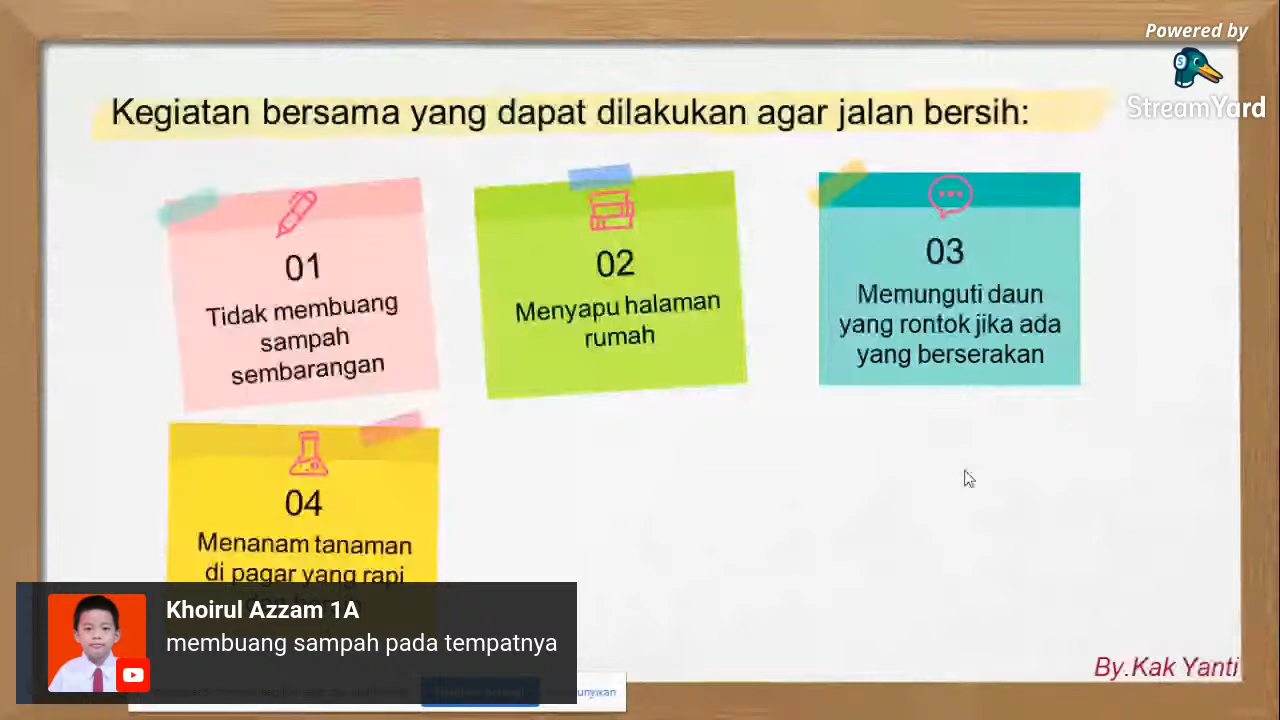 Powered by
StreamYard
Kegiatan bersama yang dapat dilakukan agar jalan bersih:
01
Tidak membuang
sampah
sembarangan
02
Menyapu halaman
rumah
03
Memunguti daun
yang rontok jika ada
yang berserakan
04
Menanam tanaman
di pagar yang rapi
Khoirul Azzam 1A
membuang sampah pada tempatnya
By.Kak Yanti